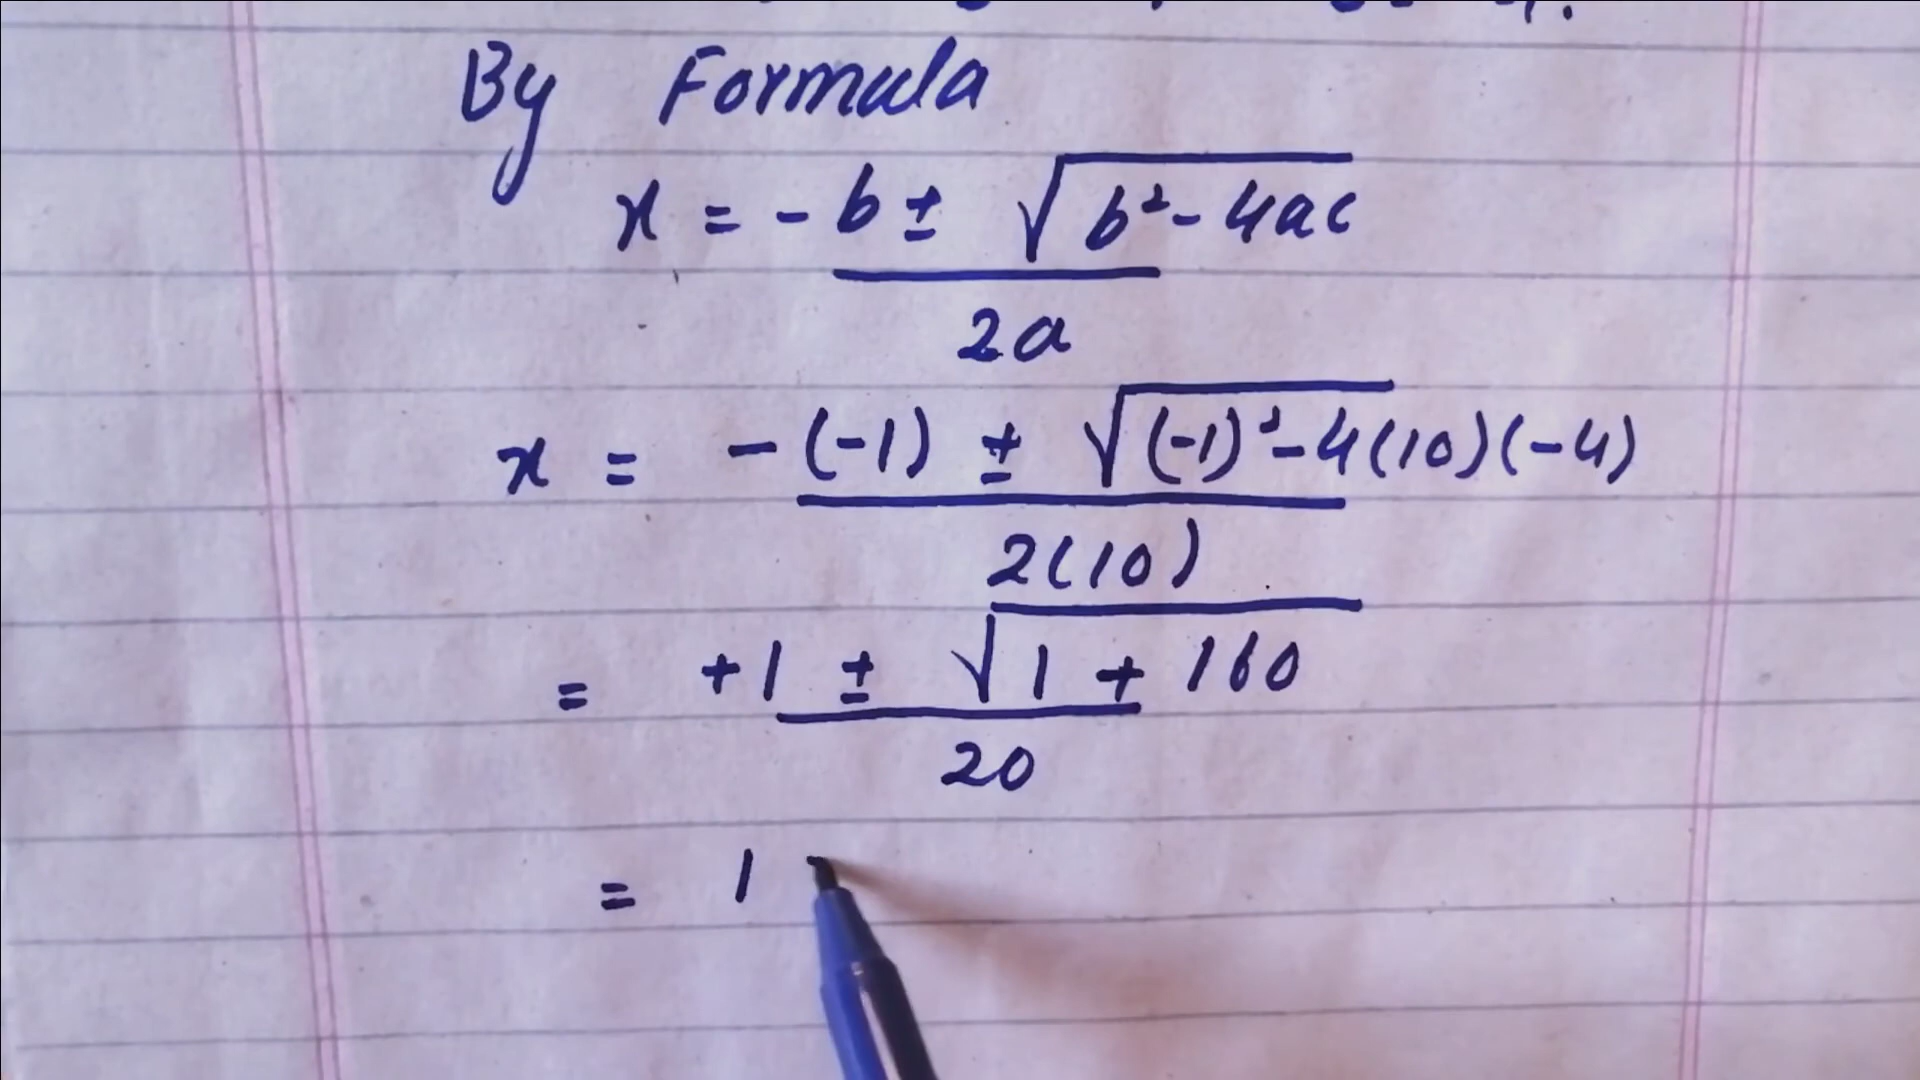 By Formula
x = -b ± √b²-4ac
2a
x = -(-1) ± √(-1)²-4(10)(-4)
2(10)
= +1 ± √1 + 160
20
= 1